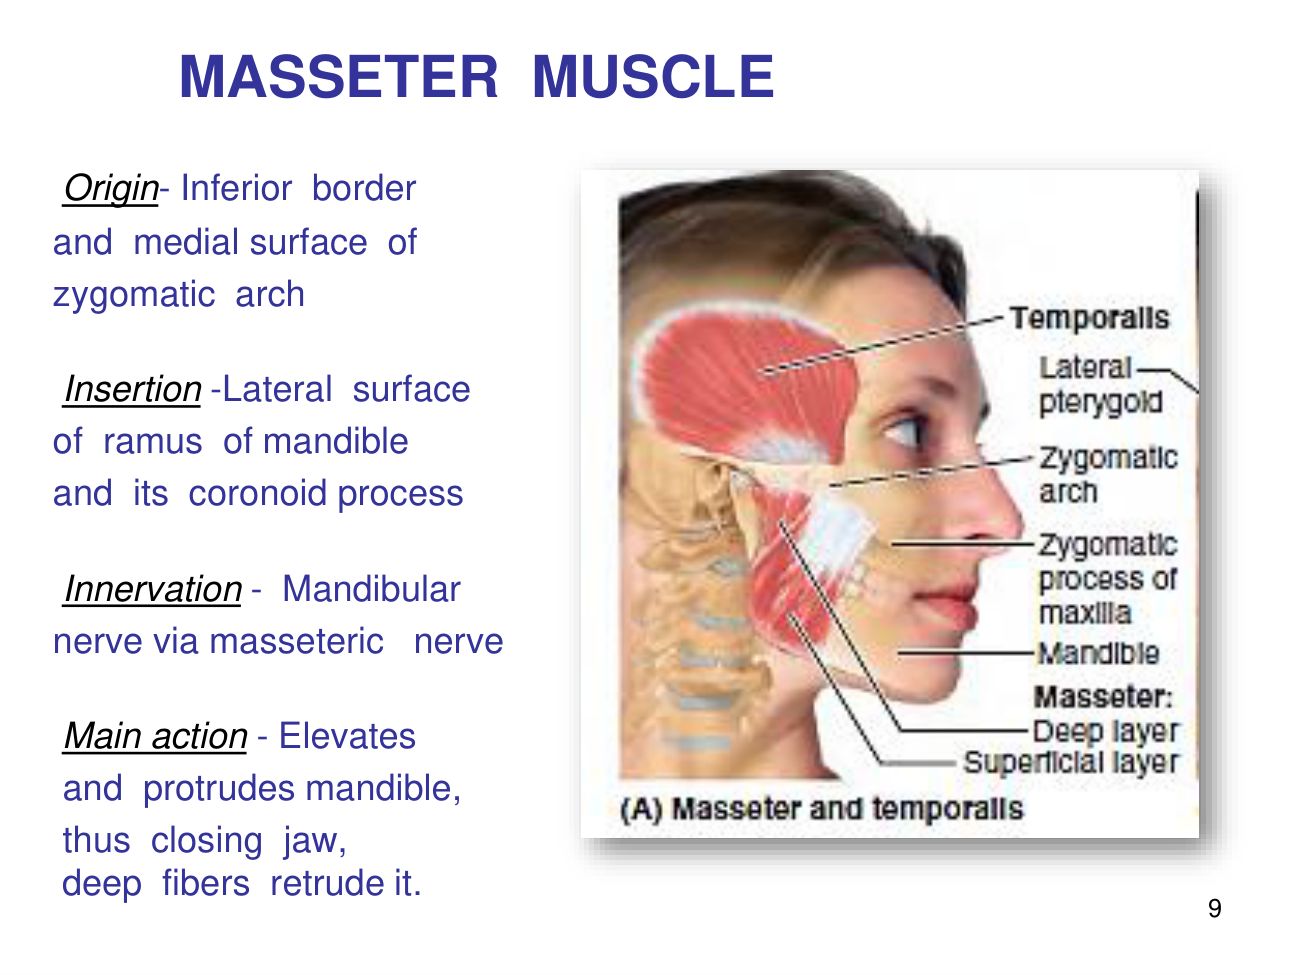 MASSETER MUSCLE
Origin- Inferior border
and medial surface of
zygomatic arch
Insertion -Lateral surface
of ramus of mandible
and its coronoid process
Innervation - Mandibular
nerve via masseteric nerve
Main action - Elevates
and protrudes mandible,
thus closing jaw,
deep fibers retrude it.
Temporalis
Lateral
pterygoid
Zygomatic
arch
Zygomatic
process of
maxilla
Mandible
Masseter:
Deep layer
Superficial layer
(A) Masseter and temporalis
9